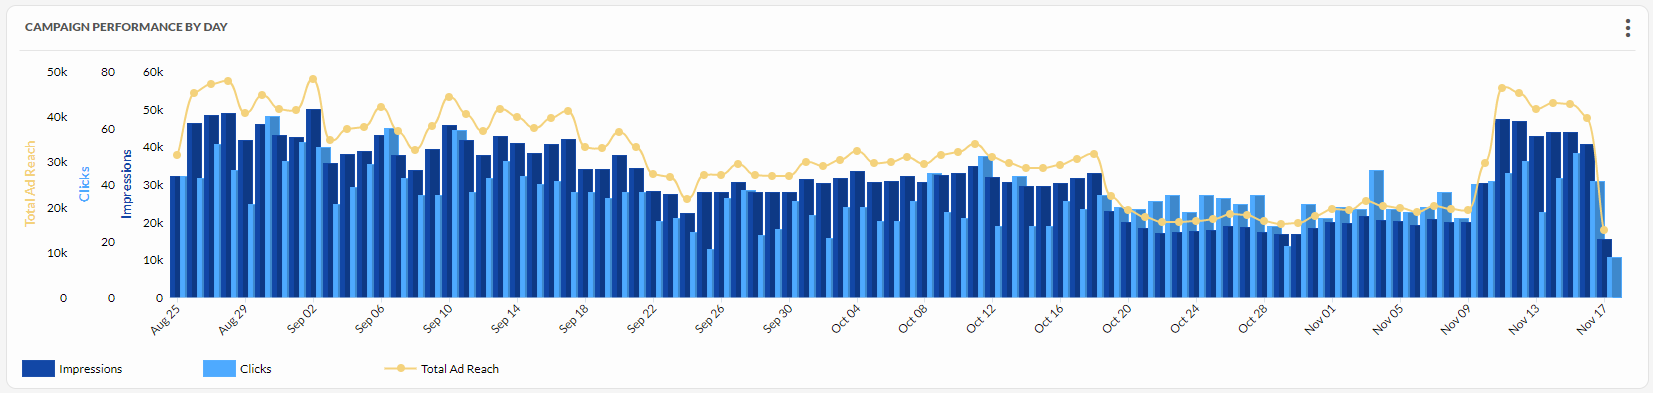 CAMPAIGN PERFORMANCE BY DAY
50k 80 60k
50k
40k 60
40k
30k
40 30k
20k
20k
20
10k
10k
0 0 0
Total Ad Reach
Clicks
Impressions
Aug 25 Aug 29 Sep 02 Sep 06 Sep 10 Sep 14 Sep 18 Sep 22 Sep 26 Sep 30 Oct 04 Oct 08 Oct 12 Oct 16 Oct 20 Oct 24 Oct 28 Nov 01 Nov 05 Nov 09 Nov 13 Nov 17
Impressions Clicks Total Ad Reach